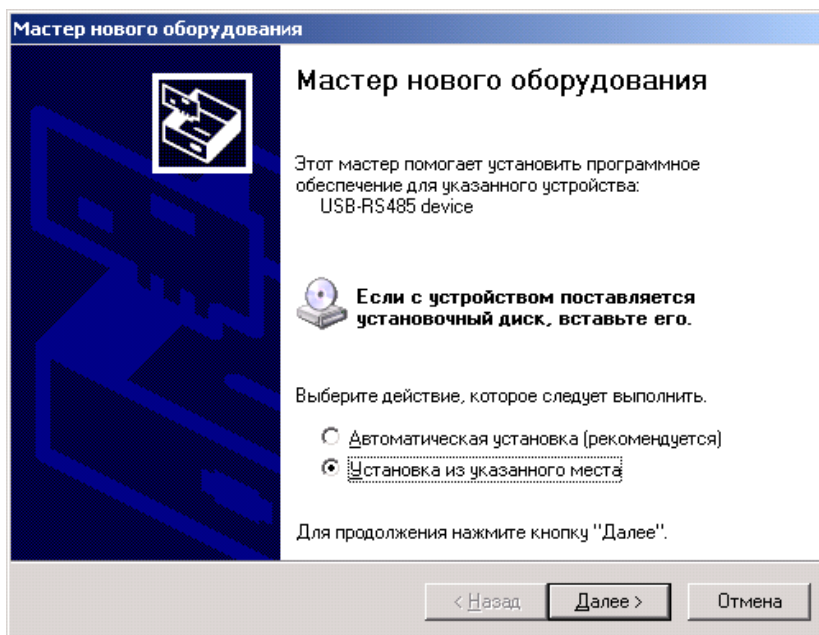 Мастер нового оборудования
Мастер нового оборудования
Этот мастер помогает установить программное
обеспечение для указанного устройства:
USB-RS485 device
Если с устройством поставляется
установочный диск, вставьте его.
Выберите действие, которое следует выполнить.
Автоматическая установка (рекомендуется)
Установка из указанного места
Для продолжения нажмите кнопку "Далее".
< Назад Далее > Отмена